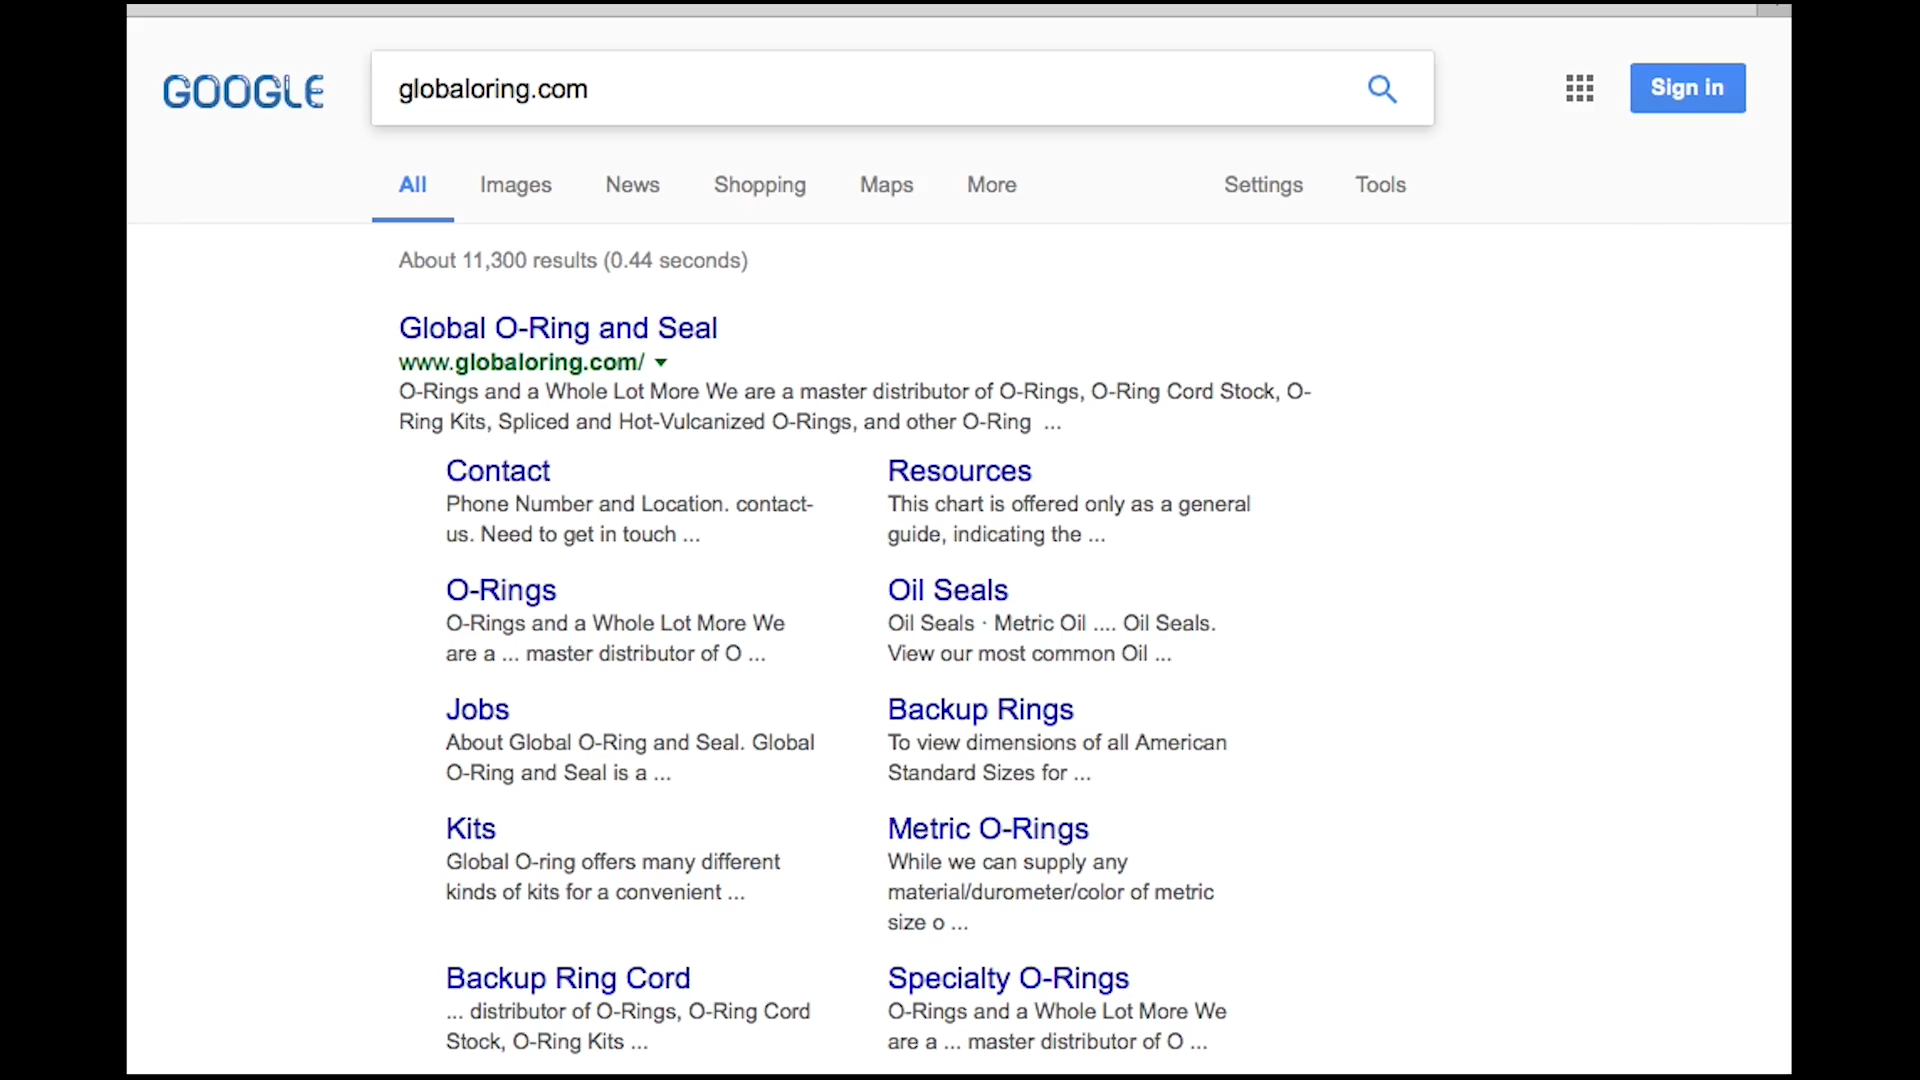 GOOGLE
globaloring.com
Sign in
All Images News Shopping Maps More Settings Tools
About 11,300 results (0.44 seconds)
Global O-Ring and Seal
www.globaloring.com/
O-Rings and a Whole Lot More We are a master distributor of O-Rings, O-Ring Cord Stock, O-
Ring Kits, Spliced and Hot-Vulcanized O-Rings, and other O-Ring ...
Contact
Phone Number and Location. contact-
us. Need to get in touch ...
Resources
This chart is offered only as a general
guide, indicating the ...
O-Rings
O-Rings and a Whole Lot More We
are a ... master distributor of O ...
Oil Seals
Oil Seals · Metric Oil .... Oil Seals.
View our most common Oil ...
Jobs
About Global O-Ring and Seal. Global
O-Ring and Seal is a ...
Backup Rings
To view dimensions of all American
Standard Sizes for ...
Kits
Global O-ring offers many different
kinds of kits for a convenient ...
Metric O-Rings
While we can supply any
material/durometer/color of metric
size o ...
Backup Ring Cord
... distributor of O-Rings, O-Ring Cord
Stock, O-Ring Kits ...
Specialty O-Rings
O-Rings and a Whole Lot More We
are a ... master distributor of O ...